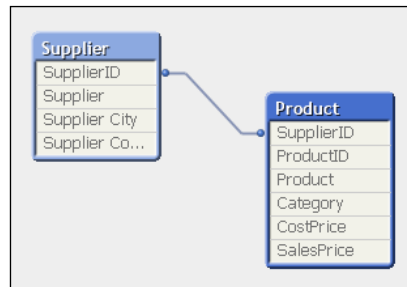 Supplier
SupplierID
Supplier
Supplier City
Supplier Co...
Product
SupplierID
ProductID
Product
Category
CostPrice
SalesPrice